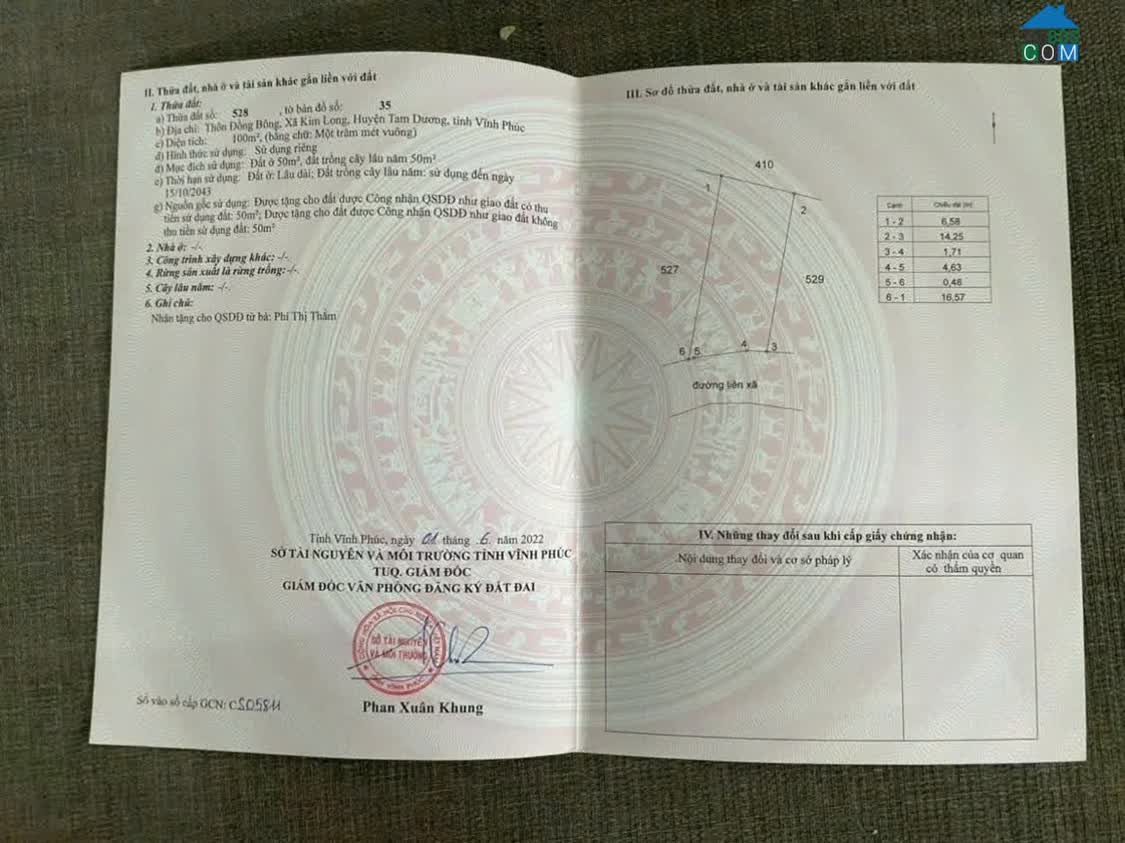 II. Thửa đất, nhà ở và tài sản khác gắn liền với đất
1. Thửa đất:
a) Thửa đất số: 528 , tờ bản đồ số: 35
b) Địa chỉ: Thôn Đồng Bông, Xã Kim Long, Huyện Tam Dương, tỉnh Vĩnh Phúc
c) Diện tích: 100m², (bằng chữ: Một trăm mét vuông)
d) Hình thức sử dụng: Sử dụng riêng
đ) Mục đích sử dụng: Đất ở 50m², đất trồng cây lâu năm 50m²
e) Thời hạn sử dụng: Đất ở: Lâu dài; Đất trồng cây lâu năm: sử dụng đến ngày
15/10/2043
g) Nguồn gốc sử dụng: Được tặng cho đất được Công nhận QSDĐ như giao đất có thu
tiền sử dụng đất: 50m²; Được tặng cho đất được Công nhận QSDĐ như giao đất không
thu tiền sử dụng đất: 50m²
2. Nhà ở: -/-.
3. Công trình xây dựng khác: -/-.
4. Rừng sản xuất là rừng trồng: -/-.
5. Cây lâu năm: -/-.
6. Ghi chú:
Nhận tặng cho QSDĐ từ bà: Phí Thị Thắm
Tỉnh Vĩnh Phúc, ngày 01 tháng 6 năm 2022
SỞ TÀI NGUYÊN VÀ MÔI TRƯỜNG TỈNH VĨNH PHÚC
TUQ. GIÁM ĐỐC
GIÁM ĐỐC VĂN PHÒNG ĐĂNG KÝ ĐẤT ĐAI
SỞ TÀI NGUYÊN
VÀ MÔI TRƯỜNG
Phan Xuân Khung
Số vào sổ cấp GCN: CS05811
III. Sơ đồ thửa đất, nhà ở và tài sản khác gắn liền với đất
410
1
2
527
529
6 5 4 3
đường liên xã
Cạnh Chiều dài (m)
1 - 2 6,58
2 - 3 14,25
3 - 4 1,71
4 - 5 4,63
5 - 6 0,48
6 - 1 16,57
IV. Những thay đổi sau khi cấp giấy chứng nhận:
Nội dung thay đổi và cơ sở pháp lý
Xác nhận của cơ quan
có thẩm quyền
COM